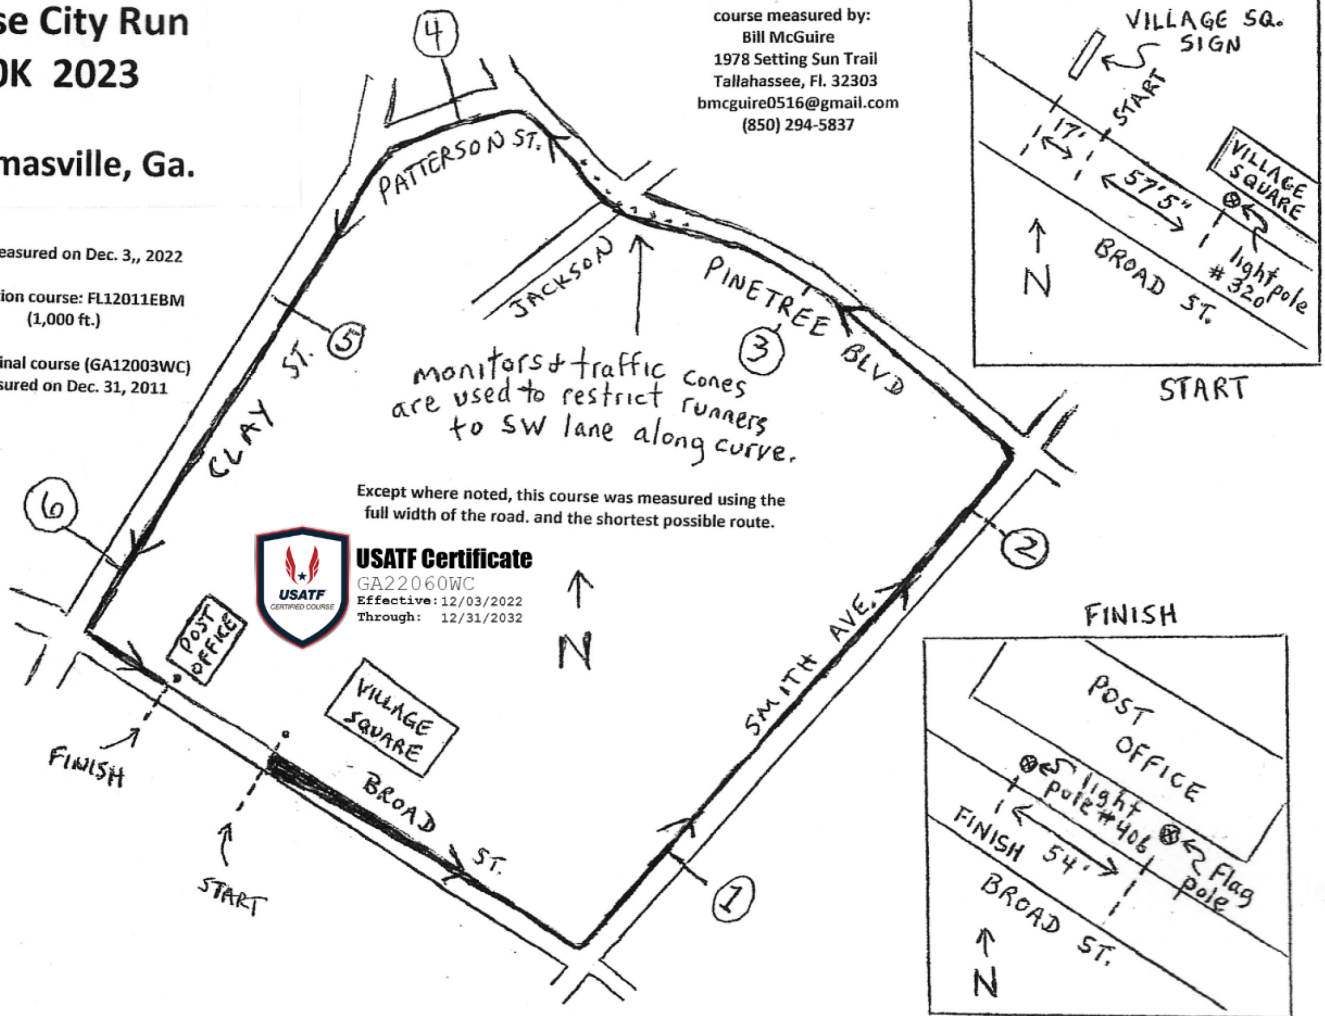 se City Run
0K 2023
masville, Ga.
easured on Dec. 3,, 2022
ion course: FL12011EBM
(1,000 ft.)
inal course (GA12003WC)
sured on Dec. 31, 2011
course measured by:
Bill McGuire
1978 Setting Sun Trail
Tallahassee, Fl. 32303
bmcguire0516@gmail.com
(850) 294-5837
VILLAGE SQ.
SIGN
START
17'
57'5"
VILLAGE
SQUARE
light pole
#320
BROAD ST.
N
START
4
PATTERSON ST.
JACKSON
PINETREE BLVD
3
5
CLAY ST.
monitors & traffic cones
are used to restrict runners
to SW lane along curve.
Except where noted, this course was measured using the
full width of the road. and the shortest possible route.
6
USATF
CERTIFIED COURSE
USATF Certificate
GA22060WC
Effective: 12/03/2022
Through: 12/31/2032
N
2
SMITH AVE.
POST
OFFICE
VILLAGE
SQUARE
FINISH
START
BROAD ST.
1
FINISH
POST
OFFICE
light
pole #406
FINISH
54'
Flag
pole
BROAD ST.
N